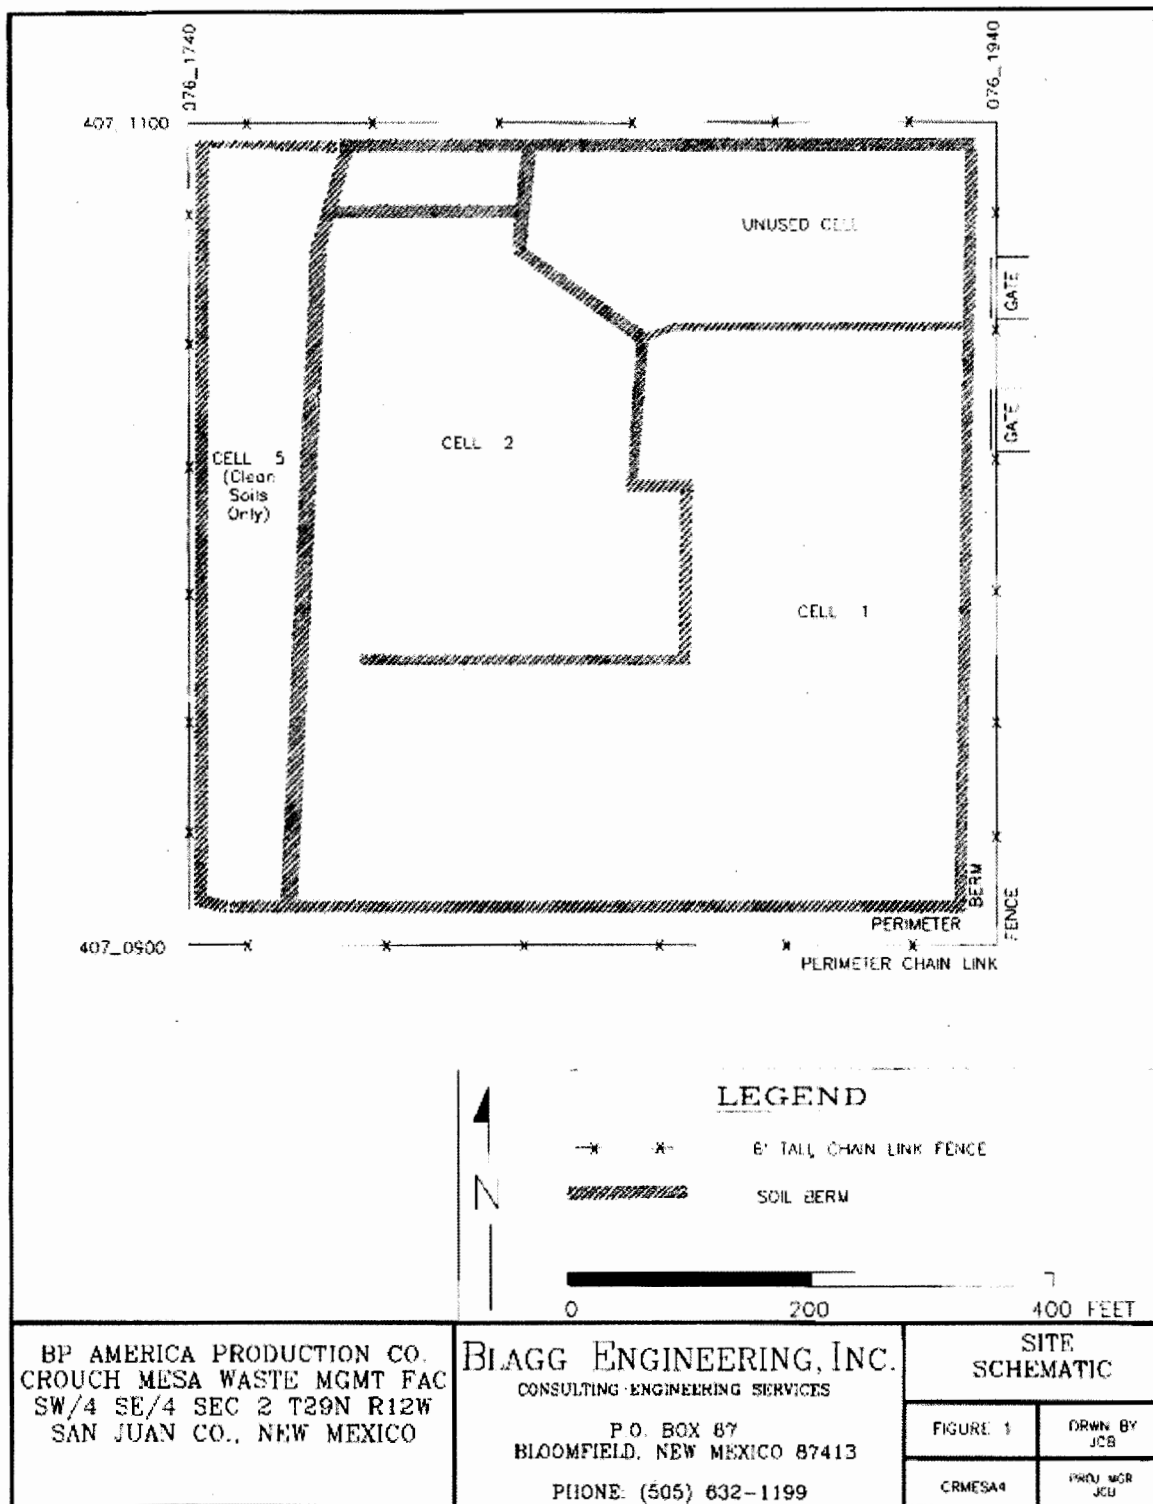 076_1740
076_1940
407_1100
UNUSED CELL
GATE
GATE
CELL 2
CELL 5
(Clean
Soils
Only)
CELL 1
BERM
FENCE
PERIMETER
407_0900
PERIMETER CHAIN LINK
LEGEND
6' TALL CHAIN LINK FENCE
SOIL BERM
N
0 200 400 FEET
BP AMERICA PRODUCTION CO.
CROUCH MESA WASTE MGMT FAC
SW/4 SE/4 SEC 2 T29N R12W
SAN JUAN CO., NEW MEXICO
BLAGG ENGINEERING, INC.
CONSULTING ENGINEERING SERVICES
P.O. BOX 87
BLOOMFIELD, NEW MEXICO 87413
PHONE: (505) 632-1199
SITE
SCHEMATIC
FIGURE 1
DRWN BY
JCB
CRMESA4
PROJ MGR
JCB